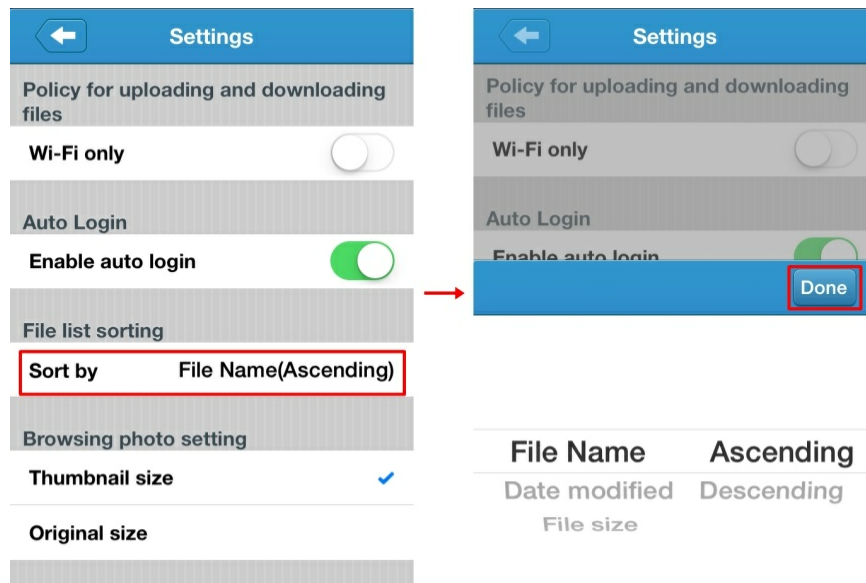 Settings
Policy for uploading and downloading
files
Wi-Fi only
Auto Login
Enable auto login
File list sorting
Sort by File Name(Ascending)
Browsing photo setting
Thumbnail size
Original size
Settings
Policy for uploading and downloading
files
Wi-Fi only
Auto Login
Enable auto login
Done
File Name Ascending
Date modified Descending
File size